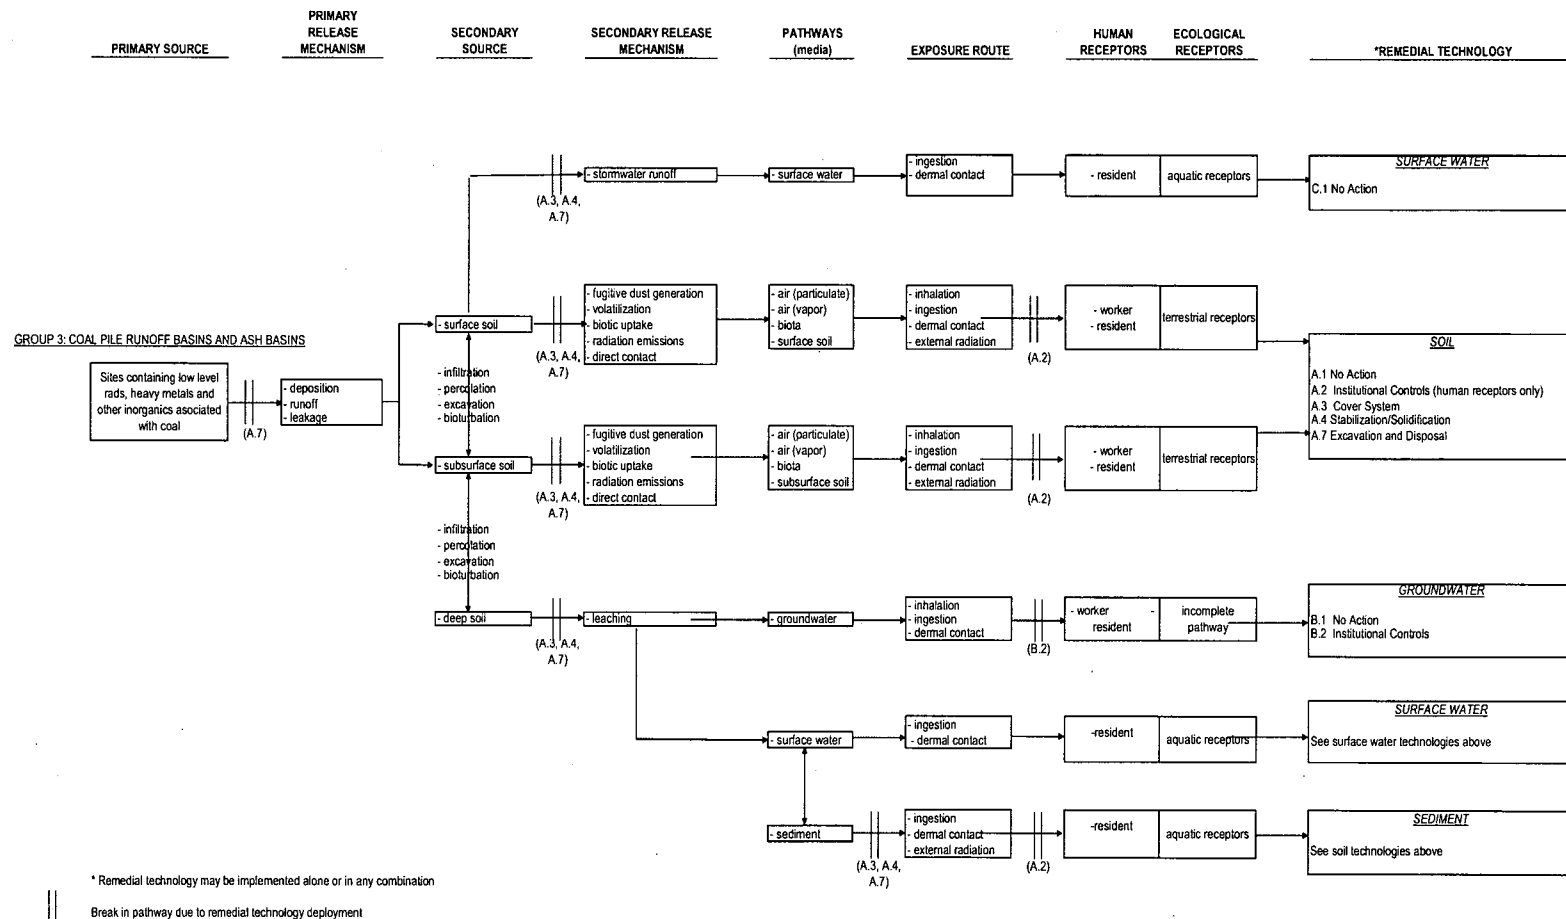 PRIMARY SOURCE
PRIMARY
RELEASE
MECHANISM
SECONDARY
SOURCE
SECONDARY RELEASE
MECHANISM
PATHWAYS
(media)
EXPOSURE ROUTE
HUMAN
RECEPTORS
ECOLOGICAL
RECEPTORS
*REMEDIAL TECHNOLOGY
(A.3, A.4,
A.7)
- stormwater runoff
- surface water
- ingestion
- dermal contact
- resident
aquatic receptors
SURFACE WATER
C.1 No Action
GROUP 3: COAL PILE RUNOFF BASINS AND ASH BASINS
Sites containing low level
rads, heavy metals and
other inorganics asociated
with coal
(A.7)
- deposition
- runoff
- leakage
- surface soil
(A.3, A.4,
A.7)
- fugitive dust generation
- volatilization
- biotic uptake
- radiation emissions
- direct contact
- air (particulate)
- air (vapor)
- biota
- surface soil
- inhalation
- ingestion
- dermal contact
- external radiation
(A.2)
- worker
- resident
terrestrial receptors
SOIL
A.1 No Action
A.2 Institutional Controls (human receptors only)
A.3 Cover System
A.4 Stabilization/Solidification
A.7 Excavation and Disposal
- infiltration
- percolation
- excavation
- bioturbation
- subsurface soil
(A.3, A.4,
A.7)
- fugitive dust generation
- volatilization
- biotic uptake
- radiation emissions
- direct contact
- air (particulate)
- air (vapor)
- biota
- subsurface soil
- inhalation
- ingestion
- dermal contact
- external radiation
(A.2)
- worker
- resident
terrestrial receptors
- infiltration
- percolation
- excavation
- bioturbation
- deep soil
(A.3, A.4,
A.7)
- leaching
- groundwater
- inhalation
- ingestion
- dermal contact
(B.2)
- worker -
resident
incomplete
pathway
GROUNDWATER
B.1 No Action
B.2 Institutional Controls
- surface water
- ingestion
- dermal contact
-resident
aquatic receptors
SURFACE WATER
See surface water technologies above
- sediment
(A.3, A.4,
A.7)
- ingestion
- dermal contact
- external radiation
(A.2)
-resident
aquatic receptors
SEDIMENT
See soil technologies above
* Remedial technology may be implemented alone or in any combination
Break in pathway due to remedial technology deployment